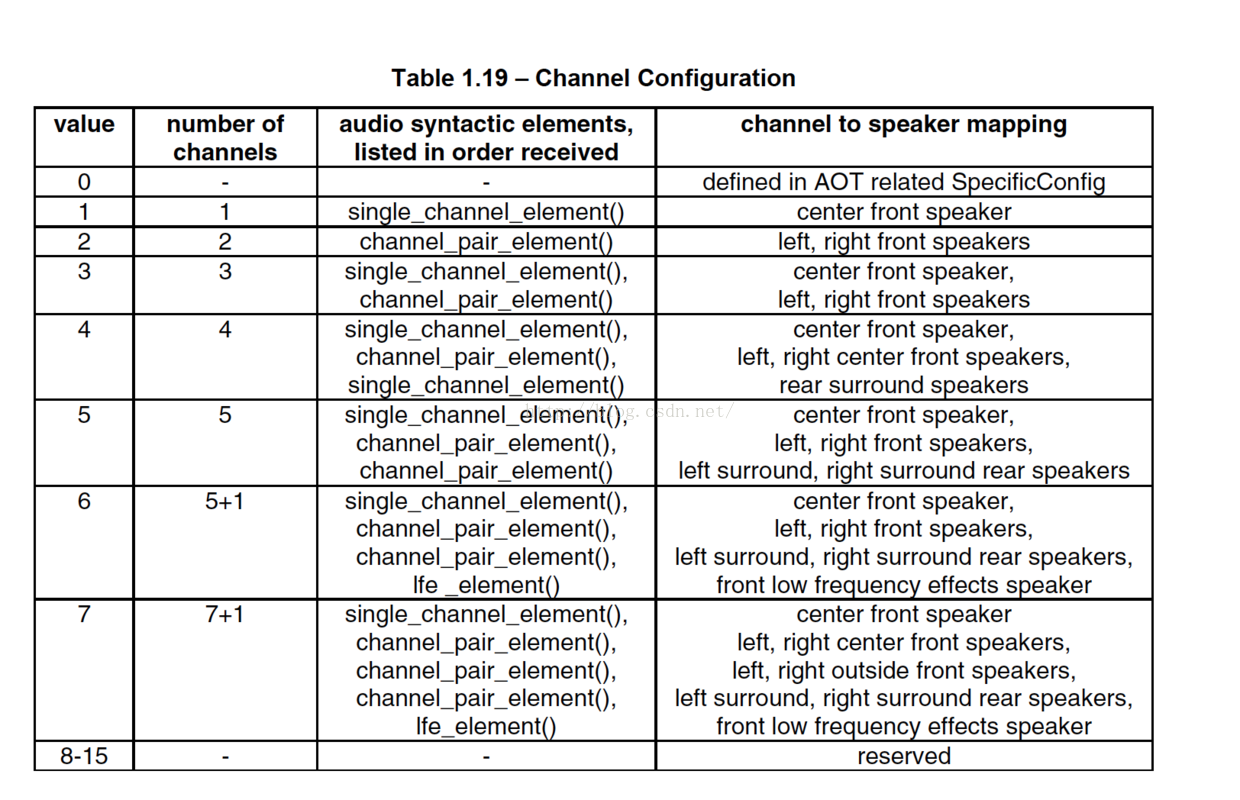 Table 1.19 – Channel Configuration
value number of channels audio syntactic elements, listed in order received channel to speaker mapping
0 - - defined in AOT related SpecificConfig
1 1 single_channel_element() center front speaker
2 2 channel_pair_element() left, right front speakers
3 3 single_channel_element(), center front speaker,
channel_pair_element() left, right front speakers
4 4 single_channel_element(), center front speaker,
channel_pair_element(), left, right center front speakers,
single_channel_element() rear surround speakers
5 5 single_channel_element(), center front speaker,
channel_pair_element(), left, right front speakers,
channel_pair_element() left surround, right surround rear speakers
6 5+1 single_channel_element(), center front speaker,
channel_pair_element(), left, right front speakers,
channel_pair_element(), left surround, right surround rear speakers,
lfe _element() front low frequency effects speaker
7 7+1 single_channel_element(), center front speaker
channel_pair_element(), left, right center front speakers,
channel_pair_element(), left, right outside front speakers,
channel_pair_element(), left surround, right surround rear speakers,
lfe_element() front low frequency effects speaker
8-15 - - reserved
http://blog.csdn.net/